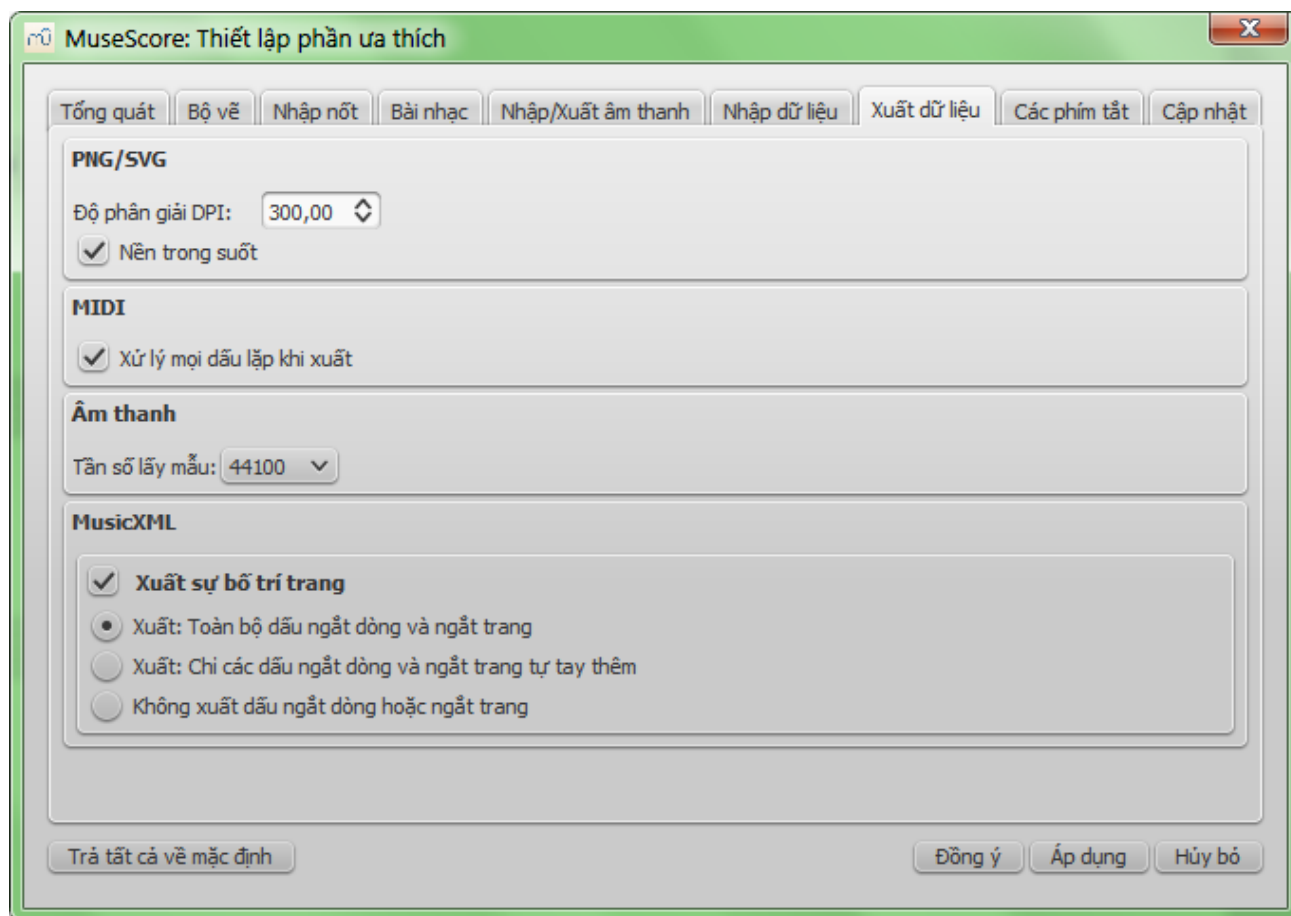 mū MuseScore: Thiết lập phần ưa thích
Tổng quát Bộ vẽ Nhập nốt Bài nhạc Nhập/Xuất âm thanh Nhập dữ liệu Xuất dữ liệu Các phím tắt Cập nhật
PNG/SVG
Độ phân giải DPI: 300,00
Nền trong suốt
MIDI
Xử lý mọi dấu lặp khi xuất
Âm thanh
Tần số lấy mẫu: 44100
MusicXML
Xuất sự bố trí trang
Xuất: Toàn bộ dấu ngắt dòng và ngắt trang
Xuất: Chỉ các dấu ngắt dòng và ngắt trang tự tay thêm
Không xuất dấu ngắt dòng hoặc ngắt trang
Trả tất cả về mặc định Đồng ý Áp dụng Hủy bỏ